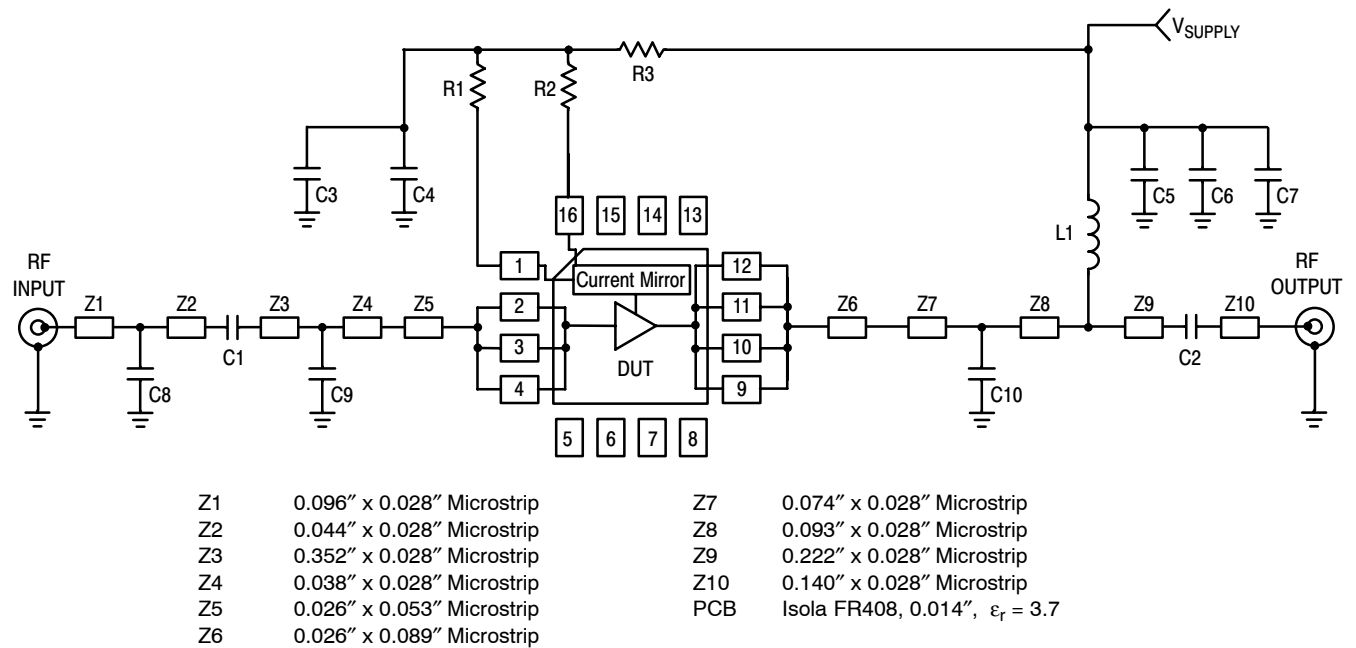 V_SUPPLY
R3
R1
R2
C3
C4
C5
C6
C7
L1
16
15
14
13
RF
INPUT
RF
OUTPUT
1
Current Mirror
12
Z1
Z2
Z3
Z4
Z5
2
11
Z6
Z7
Z8
Z9
Z10
3
10
C1
DUT
C2
C8
C9
4
9
C10
5
6
7
8
Z1 0.096″ x 0.028″ Microstrip
Z2 0.044″ x 0.028″ Microstrip
Z3 0.352″ x 0.028″ Microstrip
Z4 0.038″ x 0.028″ Microstrip
Z5 0.026″ x 0.053″ Microstrip
Z6 0.026″ x 0.089″ Microstrip
Z7 0.074″ x 0.028″ Microstrip
Z8 0.093″ x 0.028″ Microstrip
Z9 0.222″ x 0.028″ Microstrip
Z10 0.140″ x 0.028″ Microstrip
PCB Isola FR408, 0.014″, εr = 3.7